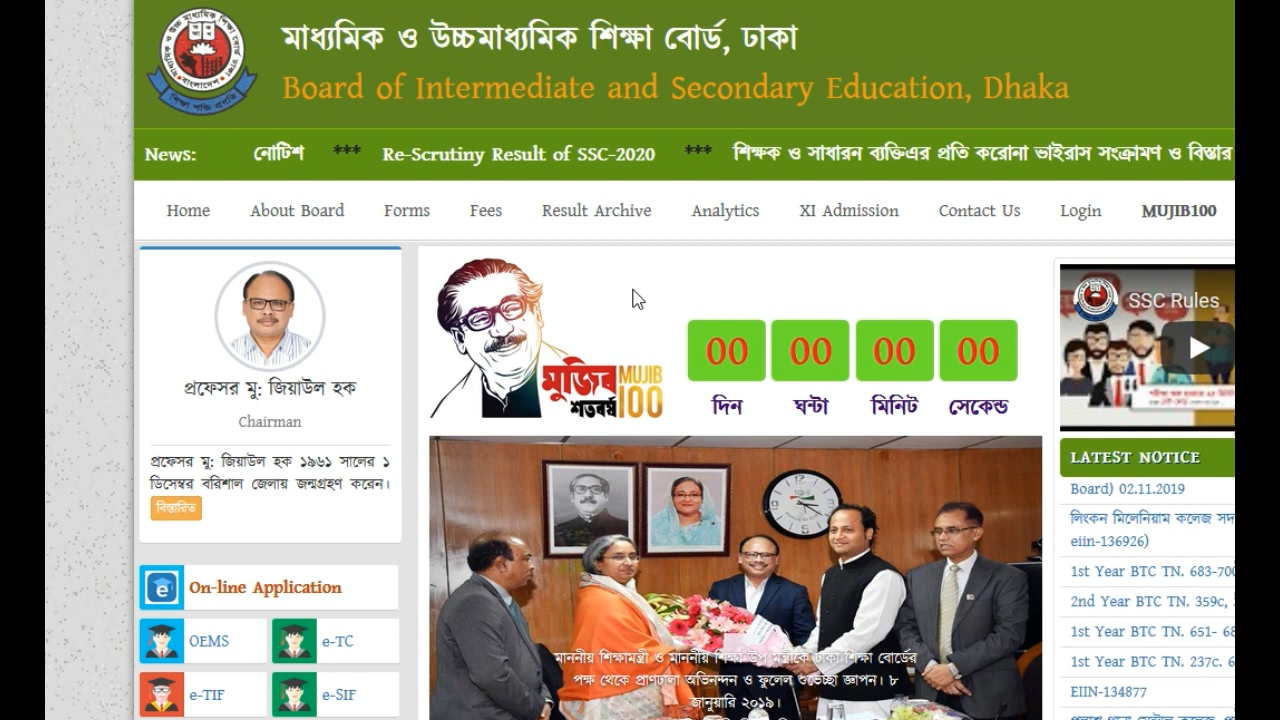 মাধ্যমিক ও উচ্চমাধ্যমিক শিক্ষা বোর্ড, ঢাকা
Board of Intermediate and Secondary Education, Dhaka
News: নোটিশ *** Re-Scrutiny Result of SSC-2020 *** শিক্ষক ও সাধারন ব্যক্তিএর প্রতি করোনা ভাইরাস সংক্রামণ ও বিস্তার
Home About Board Forms Fees Result Archive Analytics XI Admission Contact Us Login MUJIB100
প্রফেসর মু: জিয়াউল হক
Chairman
প্রফেসর মু: জিয়াউল হক ১৯৬১ সালের ১
ডিসেম্বর বরিশাল জেলায় জন্মগ্রহণ করেন।
বিস্তারিত
On-line Application
OEMS e-TC
e-TIF e-SIF
মুজিব MUJIB
শতবর্ষ 100
00 00 00 00
দিন ঘন্টা মিনিট সেকেন্ড
মাননীয় শিক্ষামন্ত্রী ও মাননীয় শিক্ষা উপ মন্ত্রীকে ঢাকা শিক্ষা বোর্ডের
পক্ষ থেকে প্রাণঢালা অভিনন্দন ও ফুলেল শুভেচ্ছা জ্ঞাপন। ৮
জানুয়ারি ২০১৯।
SSC Rules
LATEST NOTICE
Board) 02.11.2019
লিংকন মিলেনিয়াম কলেজ সদ
eiin-136926)
1st Year BTC TN. 683-700
2nd Year BTC TN. 359c,
1st Year BTC TN. 651- 68
1st Year BTC TN. 237c. 6
EIIN-134877